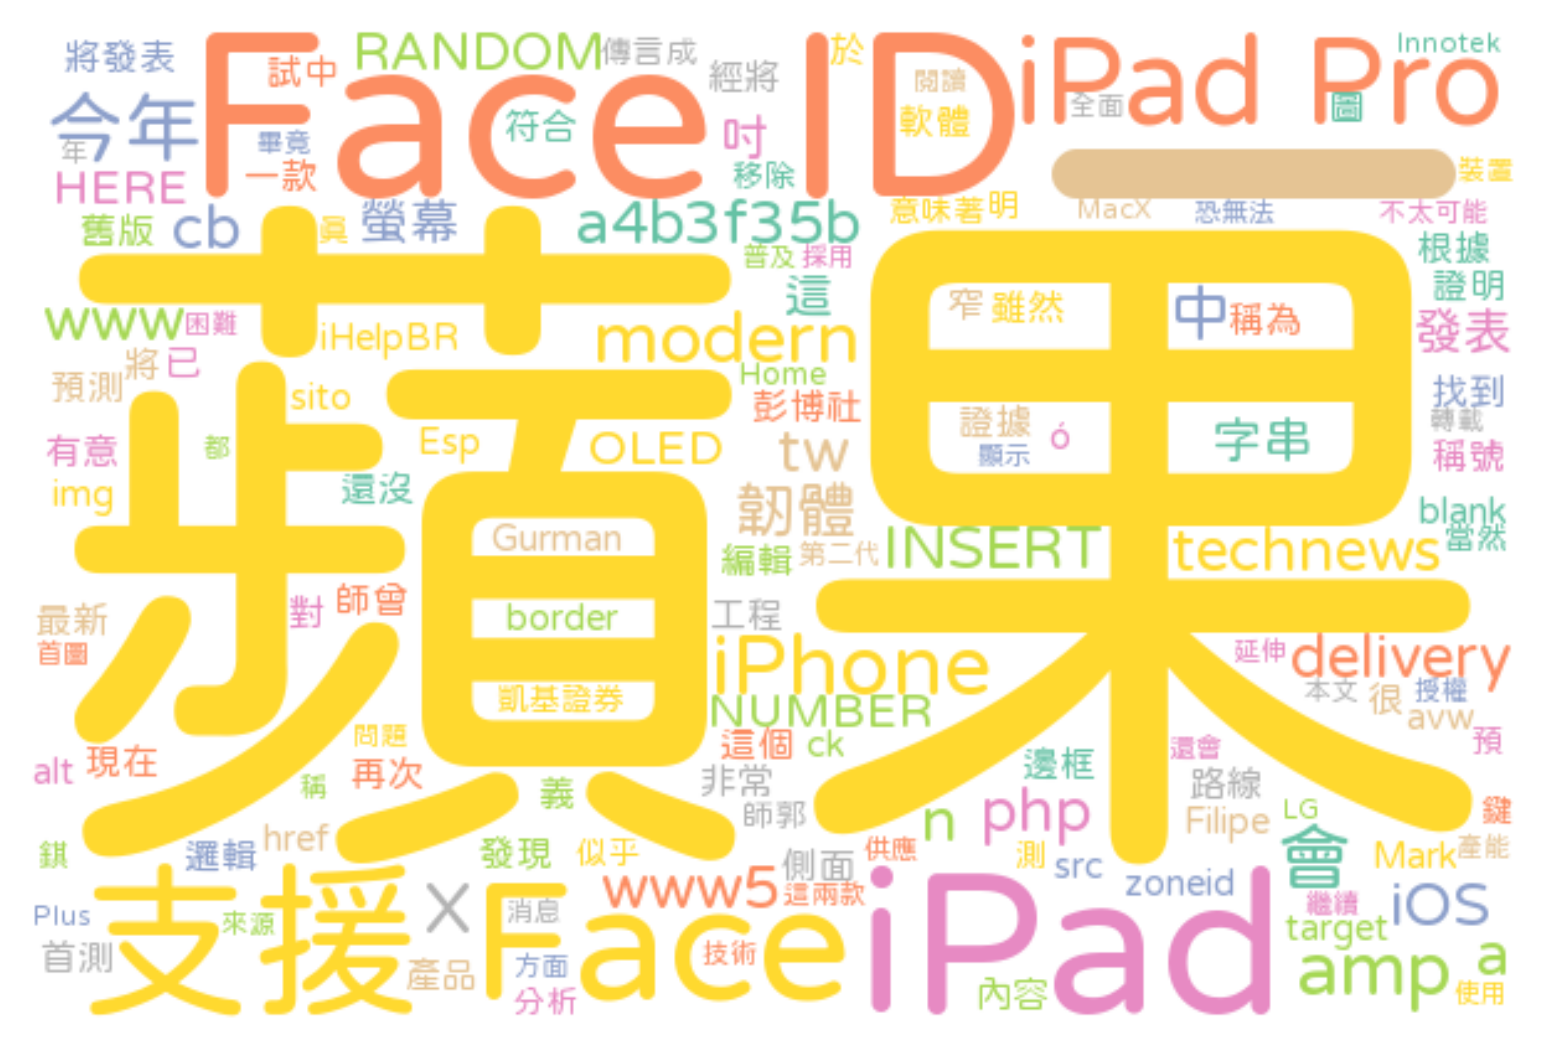 將發表
試中
RANDOM
傳言成
經將
於
Innotek
Face ID
iPad Pro
閱讀
全面
圖
今年
年
畢竟
一款
符合
吋
軟體
移除
裝置
HERE
舊版
cb
真
螢幕
a4b3f35b
意味著
明
MacX
恐無法
不太可能
普及
採用
根據
蘋果
這
證明
www
困難
iHelpBR
modern
窄
雖然
中
稱為
發表
將
已
預測
sito
Home
彭博社
找到
轉載
有意
都
Esp
OLED
tw
證據
ó
顯示
字串
稱號
img
還沒
韌體
blank
Gurman
編輯
第二代
INSERT
technews
當然
最新
對
師曾
border
工程
首圖
iPhone
延伸
delivery
凱基證券
NUMBER
本文
很
授權
avw
問題
這個
ck
還會
預
alt
現在
稱
再次
義
非常
邊框
路線
師郭
n
php
Filipe
LG
鍵
錤
邏輯
href
發現
似乎
側面
供應
測
src
會
Mark
產能
www5
這兩款
zoneid
繼續
iOS
Plus
支援
來源
X
Face
消息
iPad
target
首測
產品
方面
技術
內容
amp
a
分析
使用